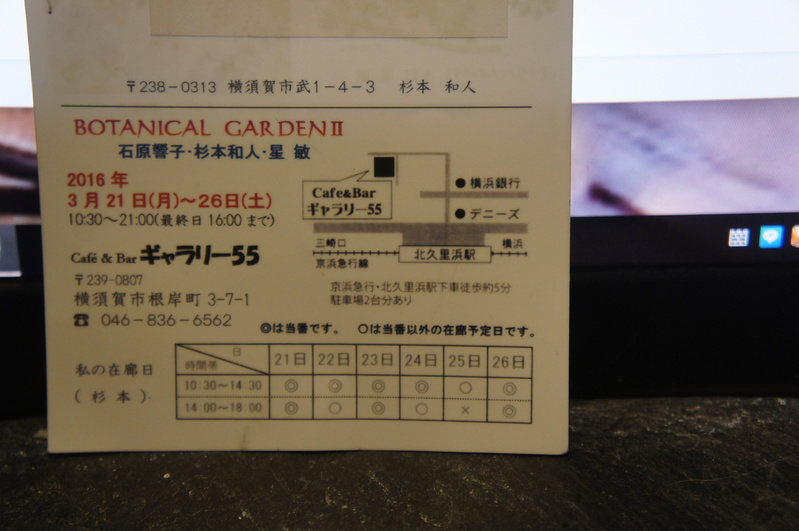 〒238-0313 横須賀市武1-4-3 杉本 和人
BOTANICAL GARDEN II
石原響子・杉本和人・星 敏
2016 年
3 月 21 日(月)〜26日(土)
10:30〜21:00(最終日 16:00 まで)
Café & Bar ギャラリー55
〒239-0807
横須賀市根岸町 3-7-1
☎ 046-836-6562
Cafe&Bar
ギャラリー55
● 横浜銀行
● デニーズ
三崎口
北久里浜駅
横浜
京浜急行線
京浜急行・北久里浜駅下車徒歩約5分
駐車場2台分あり
◎は当番です。 ○は当番以外の在廊予定日です。
私の在廊日
(杉 本)
日 時間帯 21日 22日 23日 24日 25日 26日
10:30〜14:30 ◎ ◎ ◎ ◎ ○ ◎
14:00〜18:00 ◎ ○ ◎ ○ × ◎